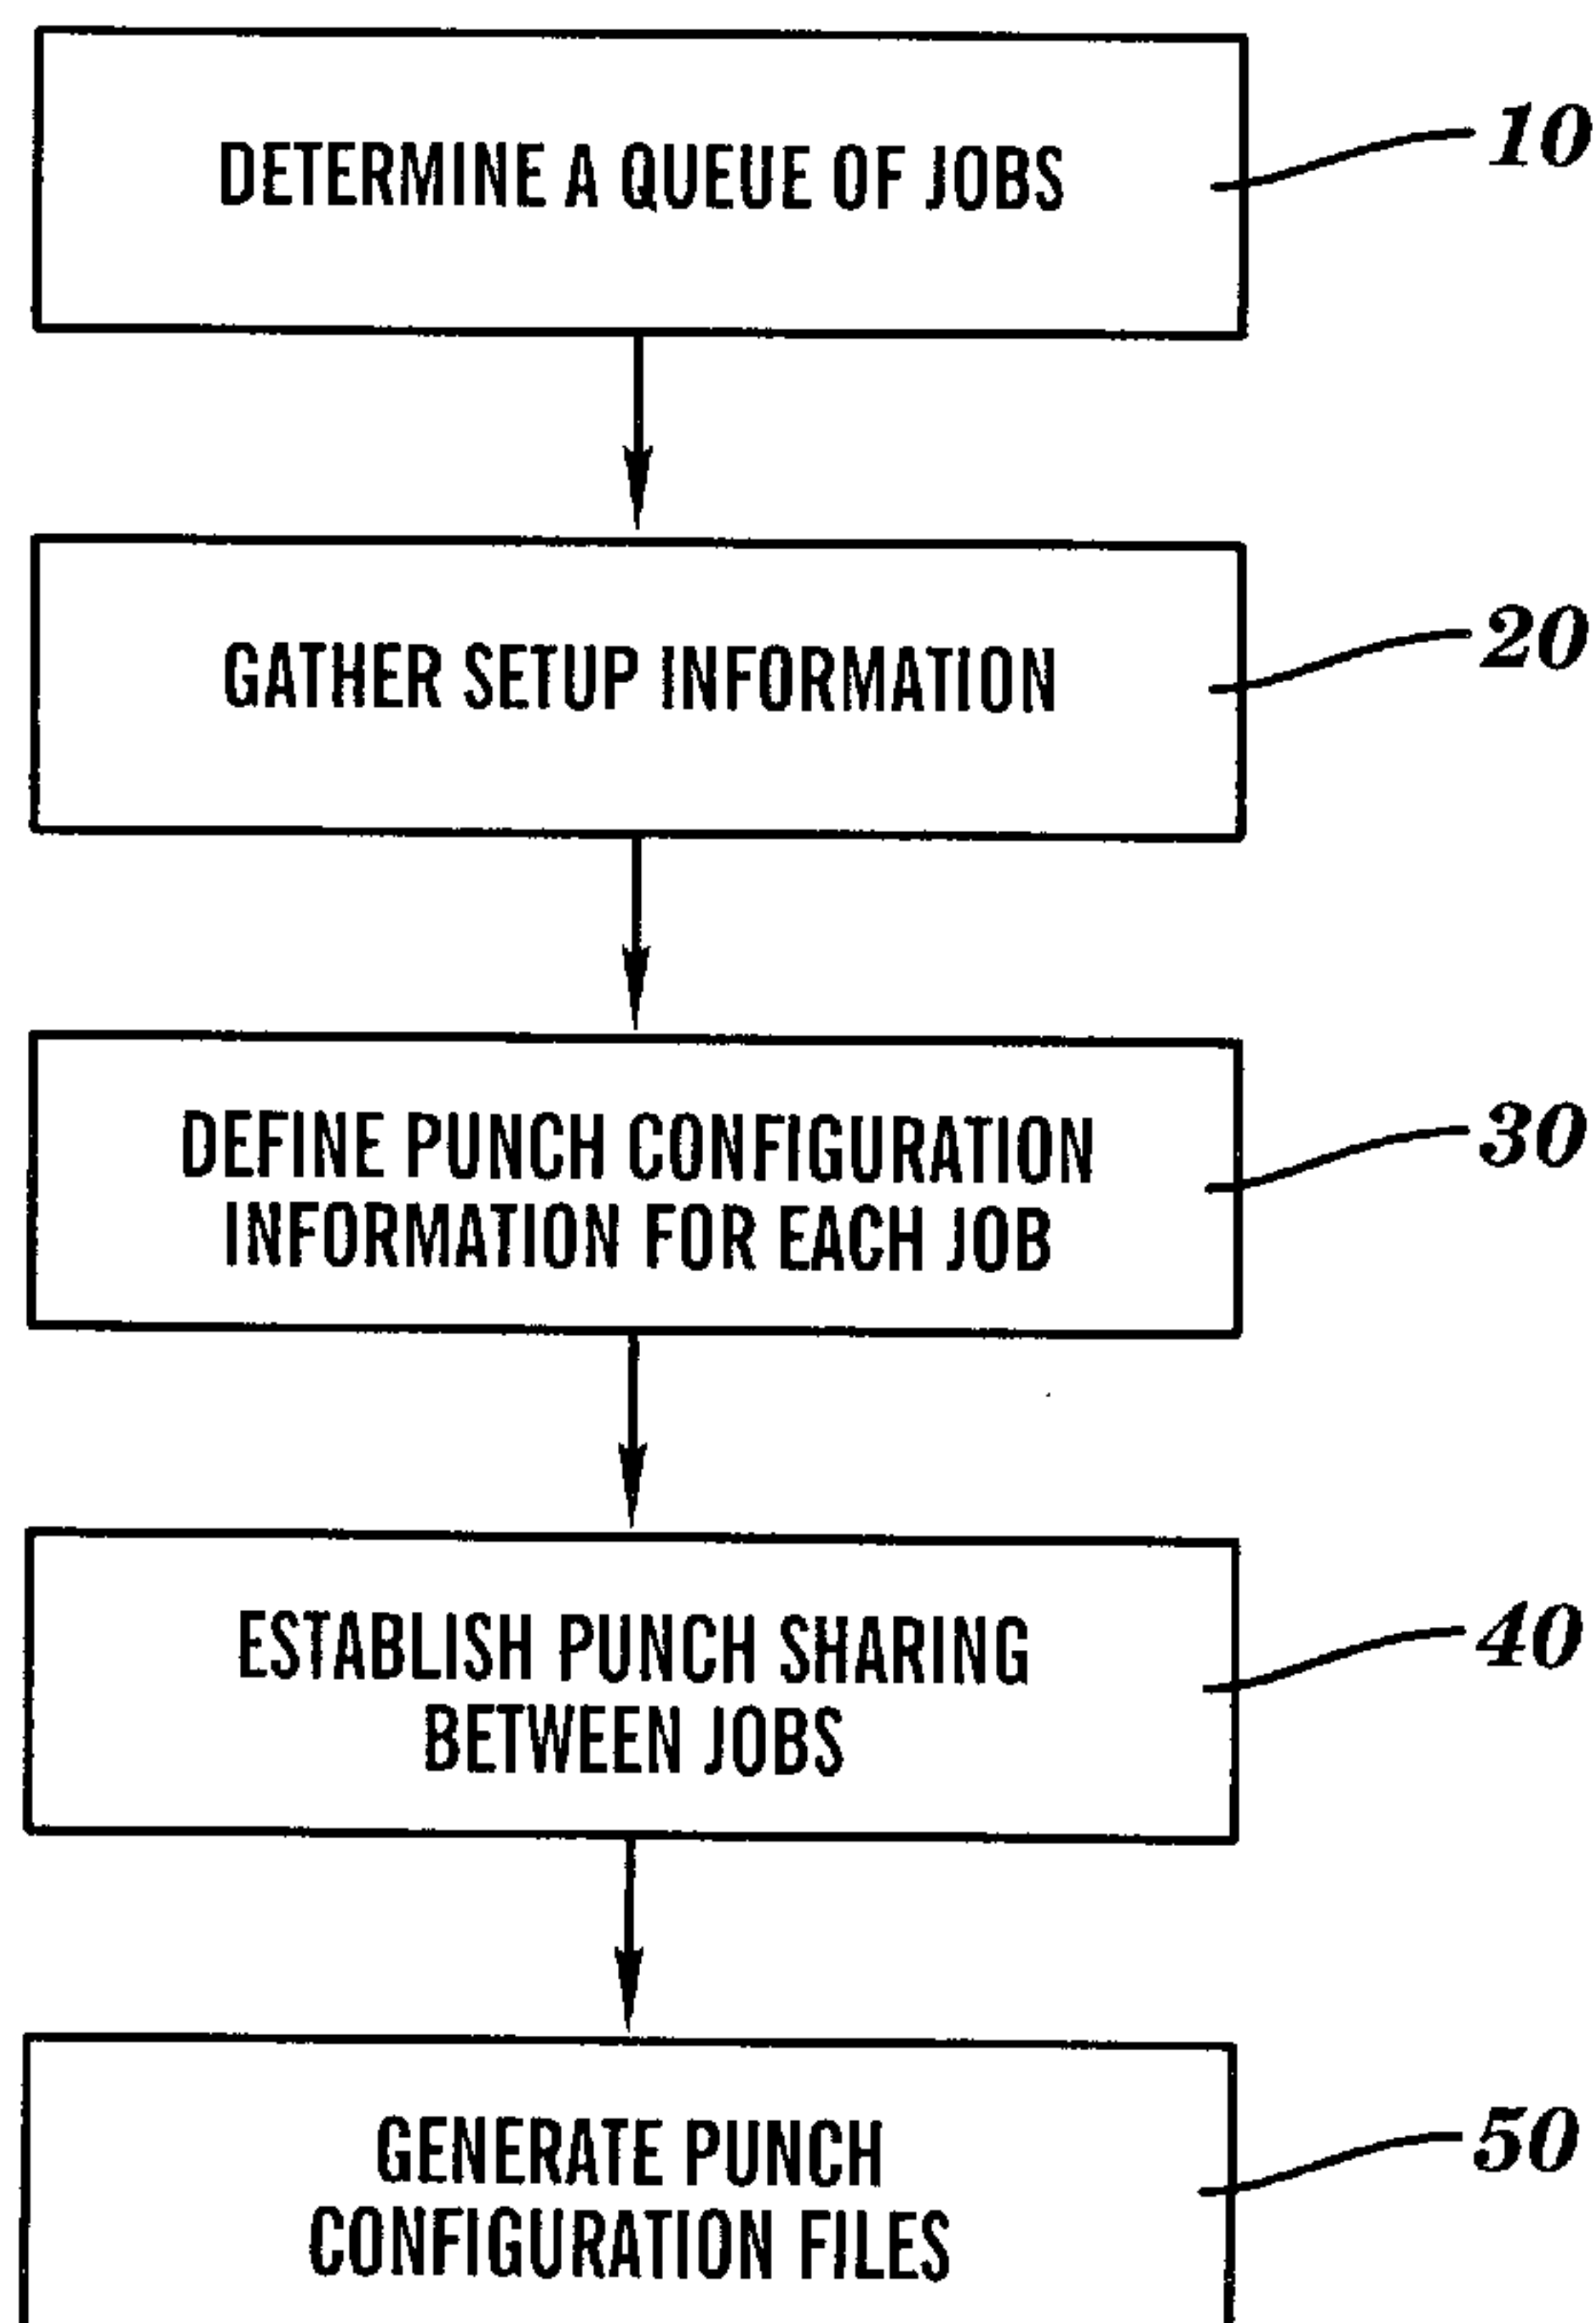 DETERMINE A QUEUE OF JOBS
10
GATHER SETUP INFORMATION
20
DEFINE PUNCH CONFIGURATION
INFORMATION FOR EACH JOB
30
ESTABLISH PUNCH SHARING
BETWEEN JOBS
40
GENERATE PUNCH
CONFIGURATION FILES
50